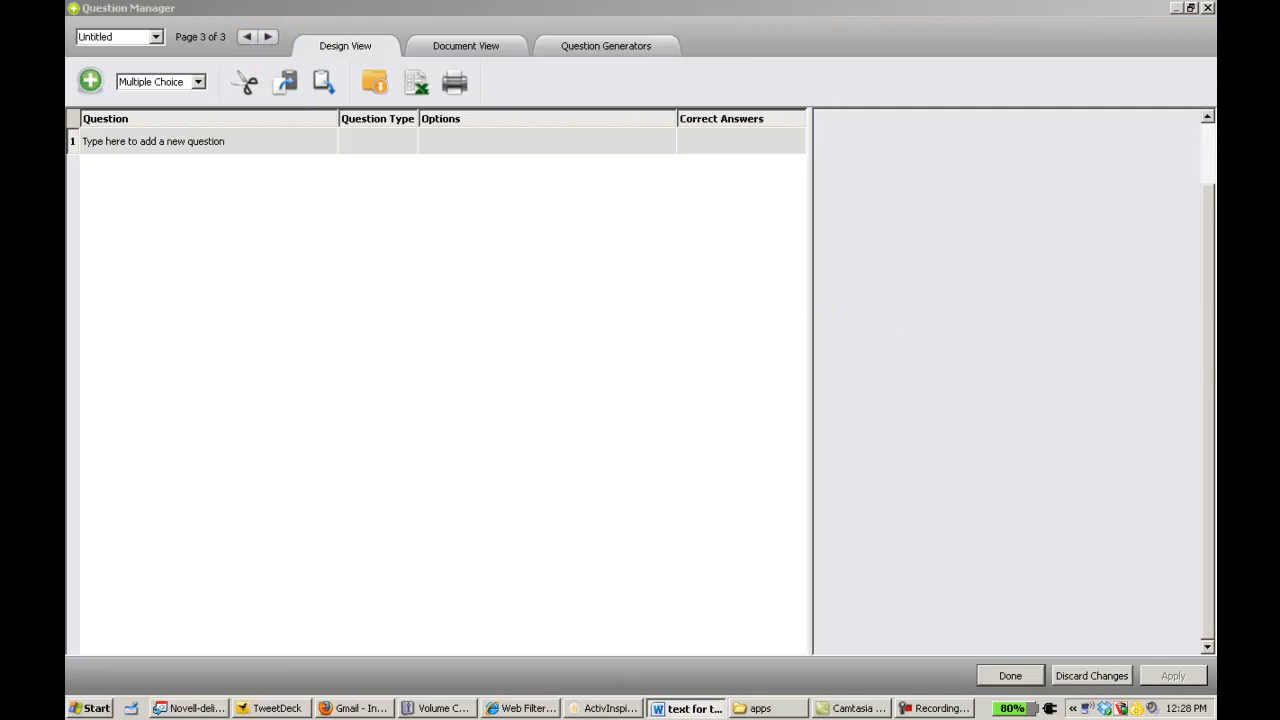 Question Manager
Untitled Page 3 of 3
Design View Document View Question Generators
Multiple Choice
Question Question Type Options Correct Answers
1 Type here to add a new question
Done Discard Changes Apply
Start Novell-deli... TweetDeck Gmail - In... Volume C... Web Filter... ActivInspi... text for t... apps Camtasia ... Recording... 80% « 12:28 PM